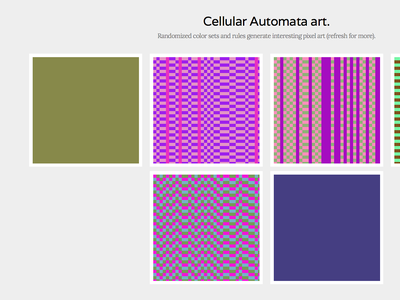 Cellular Automata art.
Randomized color sets and rules generate interesting pixel art (refresh for more).